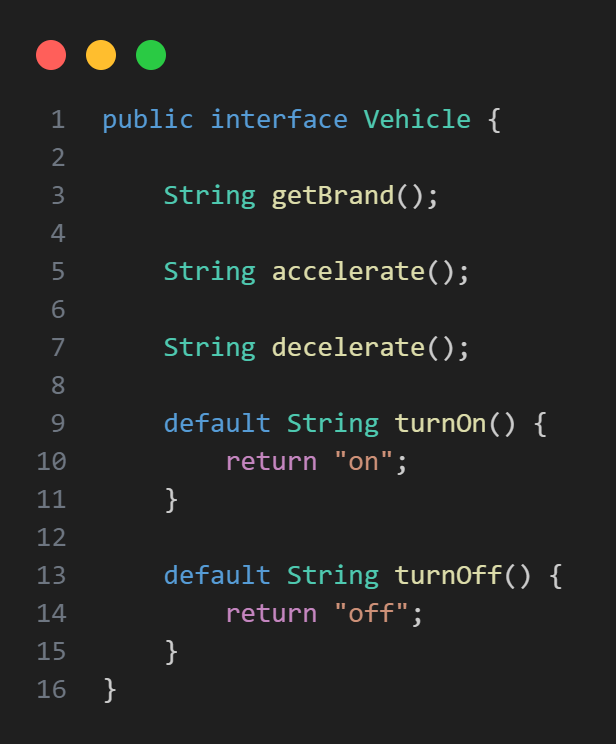 1 public interface Vehicle {
2
3     String getBrand();
4
5     String accelerate();
6
7     String decelerate();
8
9     default String turnOn() {
10         return "on";
11     }
12
13     default String turnOff() {
14         return "off";
15     }
16 }